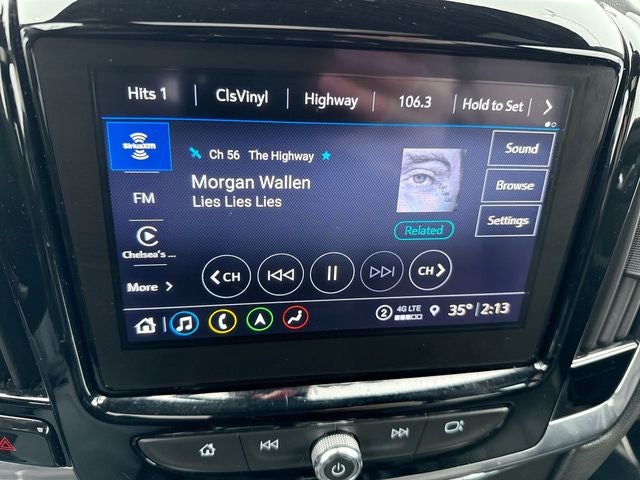 Hits 1 ClsVinyl Highway 106.3 Hold to Set
SiriusXM
Ch 56 The Highway
Sound
FM
Morgan Wallen
Browse
Lies Lies Lies
Related
Settings
Chelsea's ...
CH
CH
More
2 4G LTE 35° 2:13